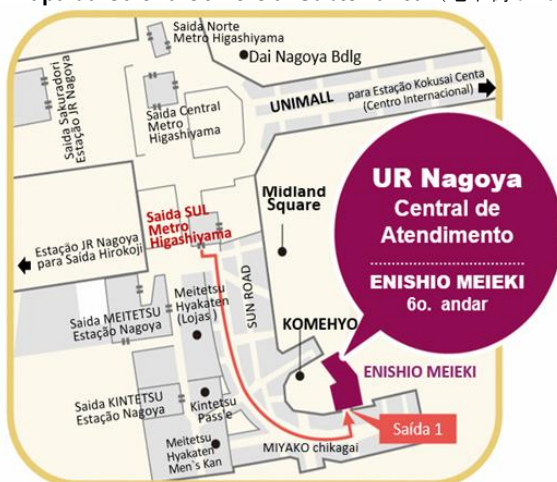 Saida Norte
Metro Higashiyama
Dai Nagoya Bdlg
Saida Sakuradori
Estação JR Nagoya
Saida Central
Metro
Higashiyama
UNIMALL
para Estação Kokusai Centa
(Centro Internacional)
UR Nagoya
Central de
Atendimento
ENISHIO MEIEKI
6o. andar
Midland
Square
Saida SUL
Metro
Higashiyama
Estação JR Nagoya
para Saida Hirokoji
SUN ROAD
Meitetsu
Hyakaten
(Lojas )
Saida MEITETSU
Estação Nagoya
KOMEHYO
ENISHIO MEIEKI
Saida KINTETSU
Estação Nagoya
Kintetsu
Pass'e
Saída 1
Meitetsu
Hyakaten
Men`s Kan
MIYAKO chikagai